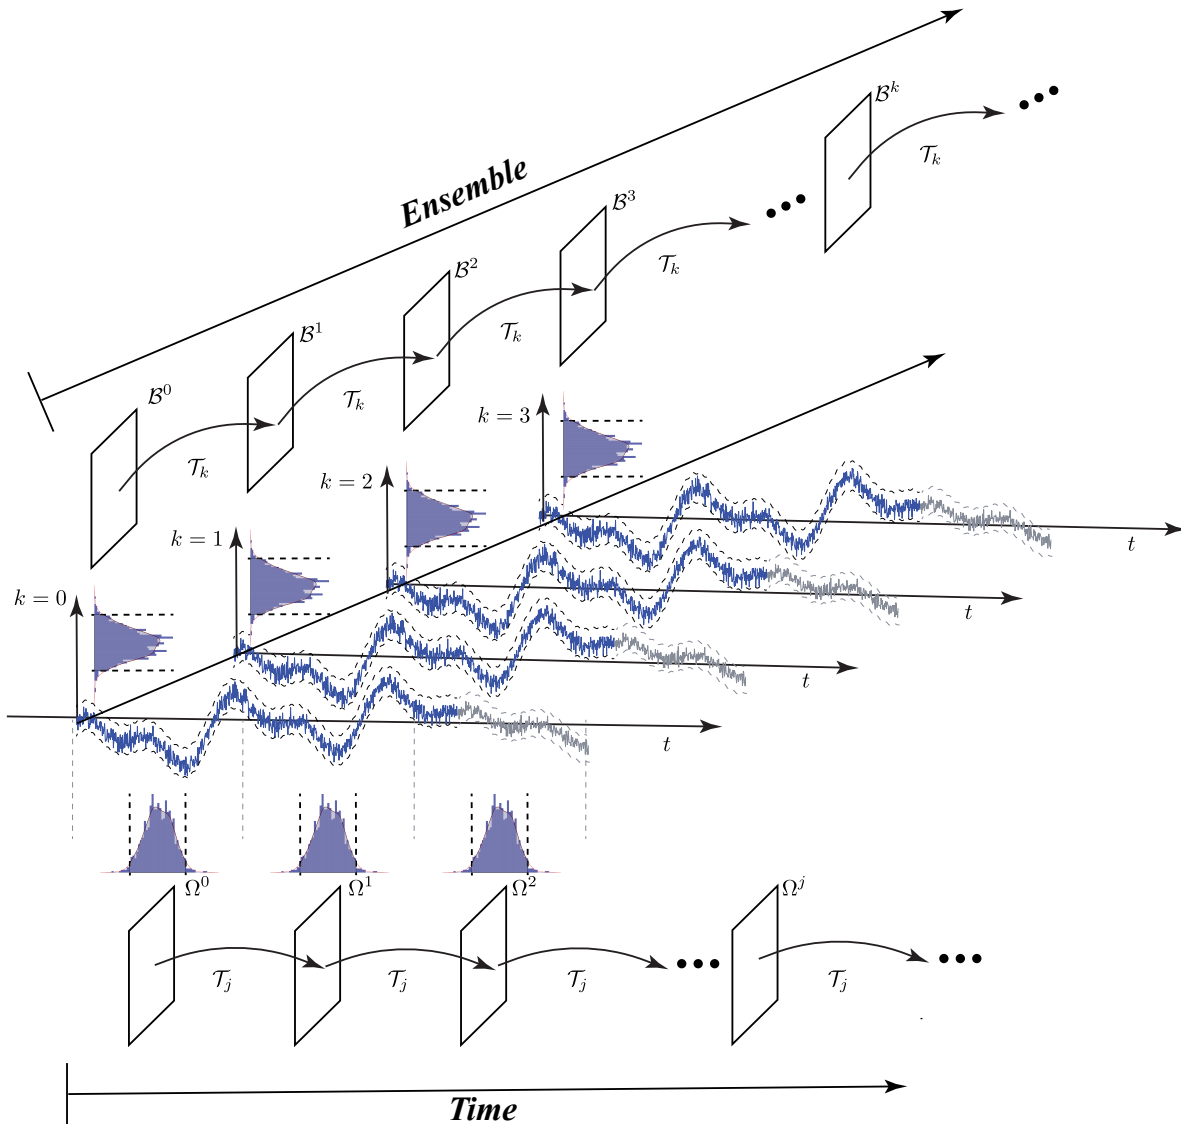 Ensemble
ℬ^k
𝒯_k
ℬ^3
𝒯_k
ℬ^2
𝒯_k
ℬ^1
𝒯_k
ℬ^0
𝒯_k
k = 3
k = 2
k = 1
k = 0
t
t
t
t
Ω^0
Ω^1
Ω^2
Ω^j
𝒯_j
𝒯_j
𝒯_j
𝒯_j
Time